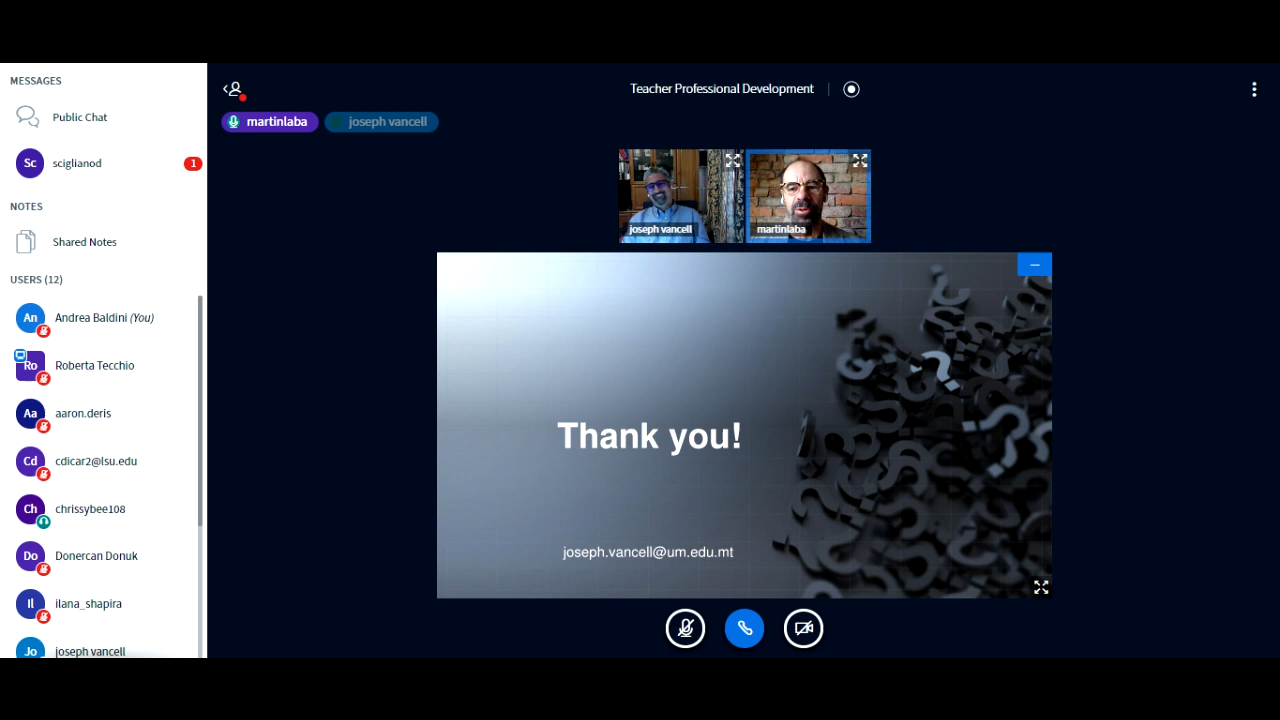 MESSAGES
Public Chat
Sc
sciglianod
1
NOTES
Shared Notes
USERS (12)
An
Andrea Baldini (You)
Ro
Roberta Tecchio
Aa
aaron.deris
Cd
cdicar2@lsu.edu
Ch
chrissybee108
Do
Donercan Donuk
Il
ilana_shapira
Jo
joseph vancell
Teacher Professional Development
martinlaba
joseph vancell
joseph vancell
martinlaba
Thank you!
joseph.vancell@um.edu.mt